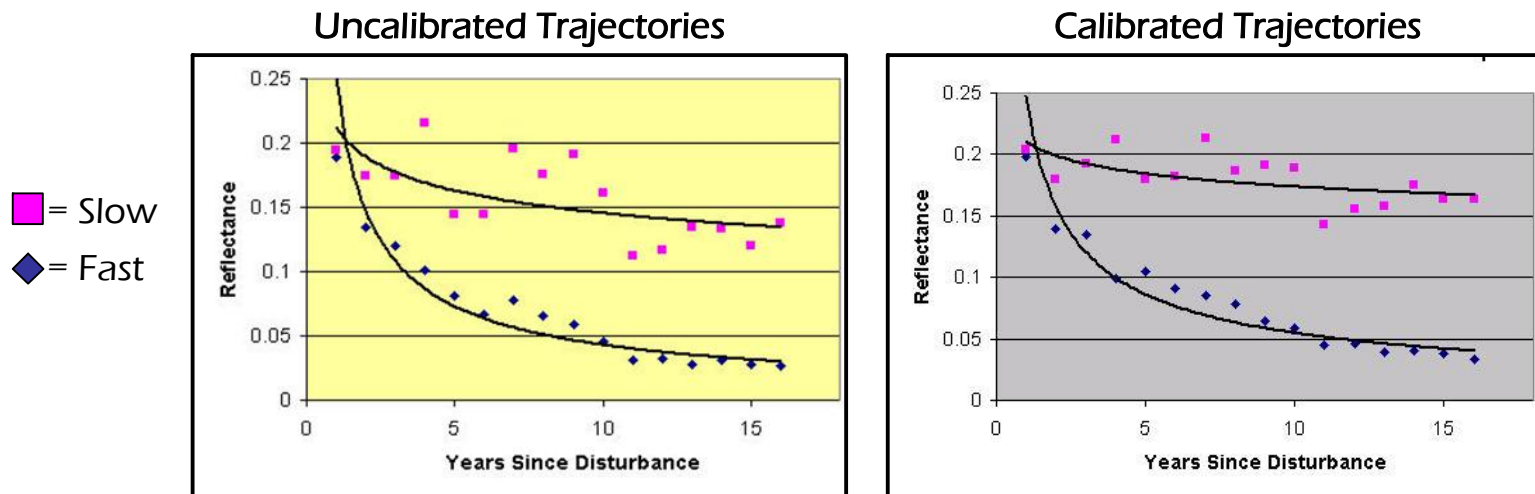 Uncalibrated Trajectories
Calibrated Trajectories
= Slow
= Fast
0.25
0.2
0.15
0.1
0.05
0
Reflectance
0
5
10
15
Years Since Disturbance
0.25
0.2
0.15
0.1
0.05
0
Reflectance
0
5
10
15
Years Since Disturbance